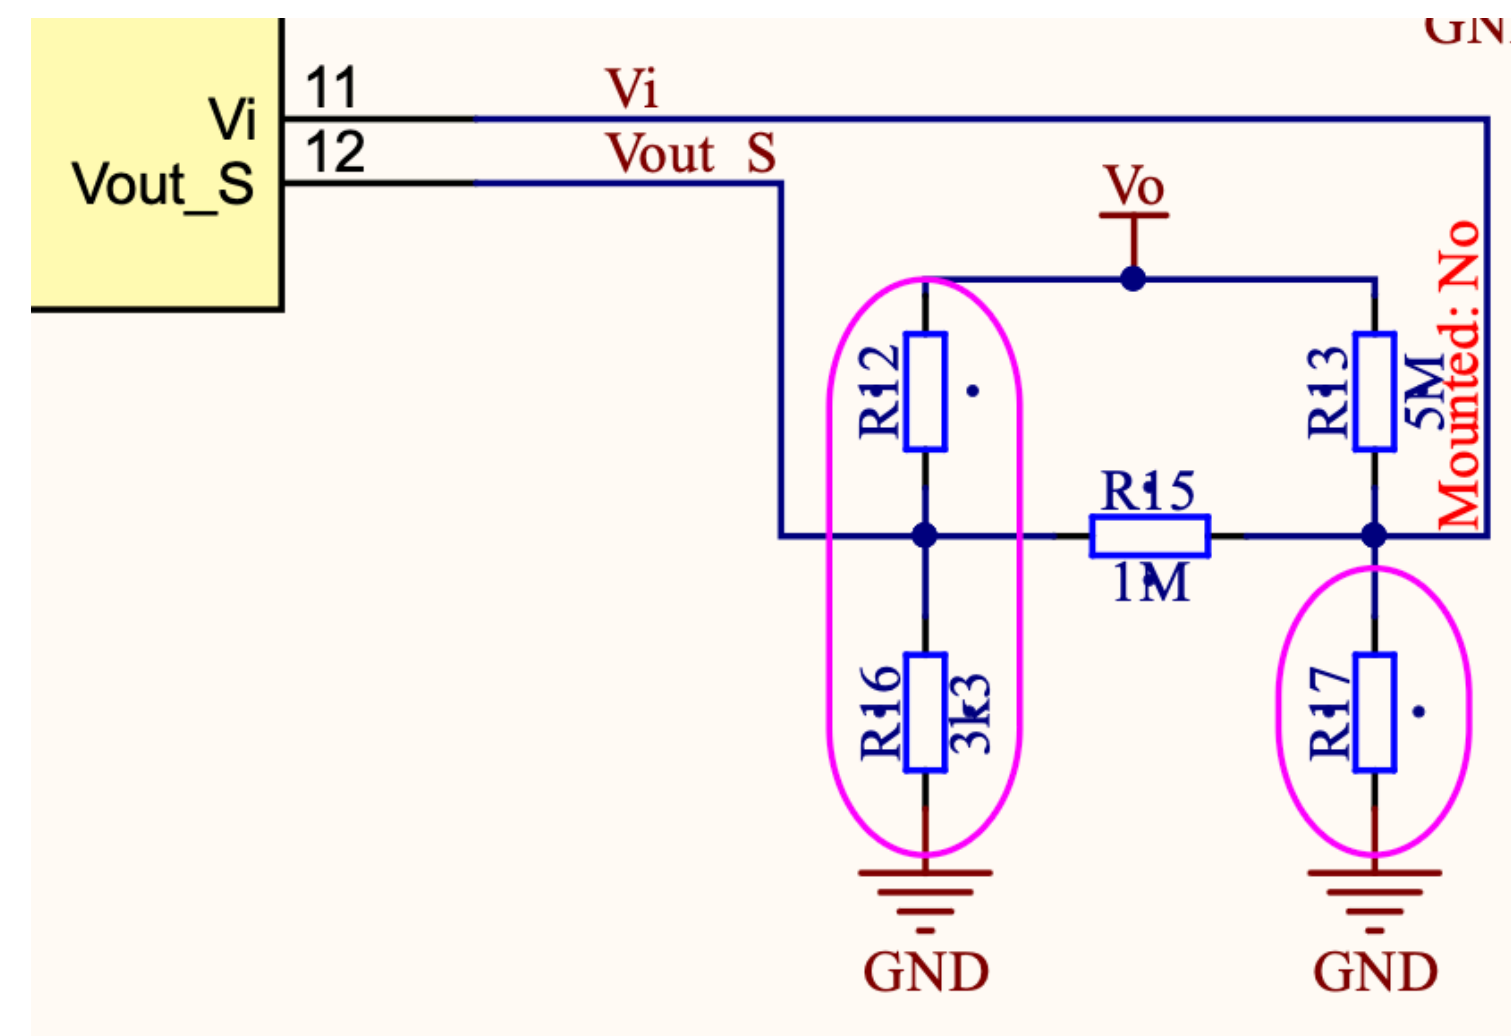 GN
11
Vi
Vi
12
Vout S
Vout_S
Vo
Mounted: No
R12
R13
5M
R15
1M
R16
3k3
R17
GND
GND